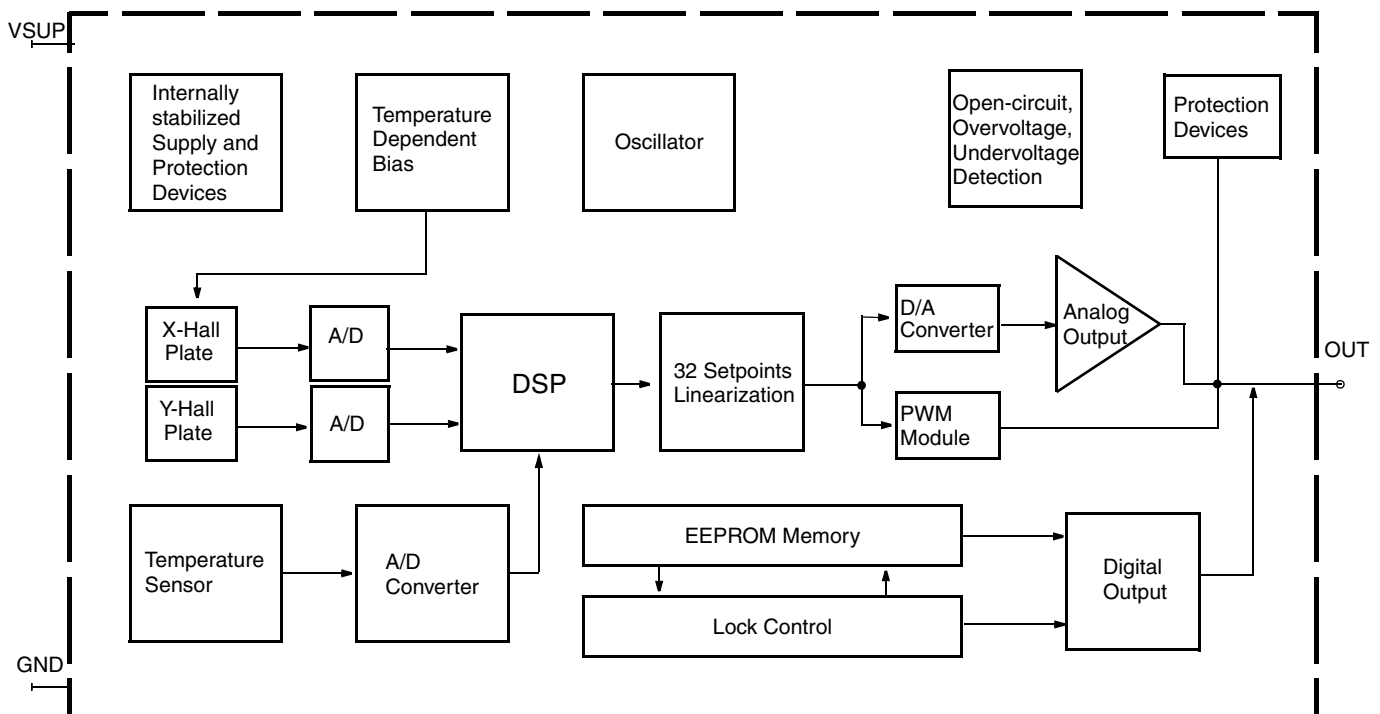 VSUP
Internally
stabilized
Supply and
Protection
Devices
Temperature
Dependent
Bias
Oscillator
Open-circuit,
Overvoltage,
Undervoltage
Detection
Protection
Devices
X-Hall
Plate
A/D
Y-Hall
Plate
A/D
DSP
32 Setpoints
Linearization
D/A
Converter
Analog
Output
PWM
Module
OUT
Temperature
Sensor
A/D
Converter
EEPROM Memory
Lock Control
Digital
Output
GND